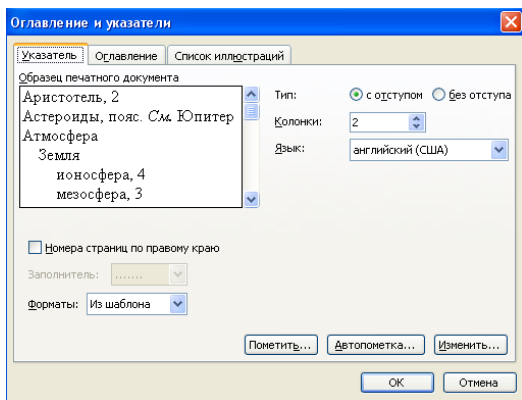 Оглавление и указатели
Указатель Оглавление Список иллюстраций
Образец печатного документа
Аристотель, 2
Астероиды, пояс. См. Юпитер
Атмосфера
Земля
ионосфера, 4
мезосфера, 3
Тип: с отступом без отступа
Колонки: 2
Язык: английский (США)
Номера страниц по правому краю
Заполнитель: .......
Форматы: Из шаблона
Пометить... Автопометка... Изменить...
ОК Отмена